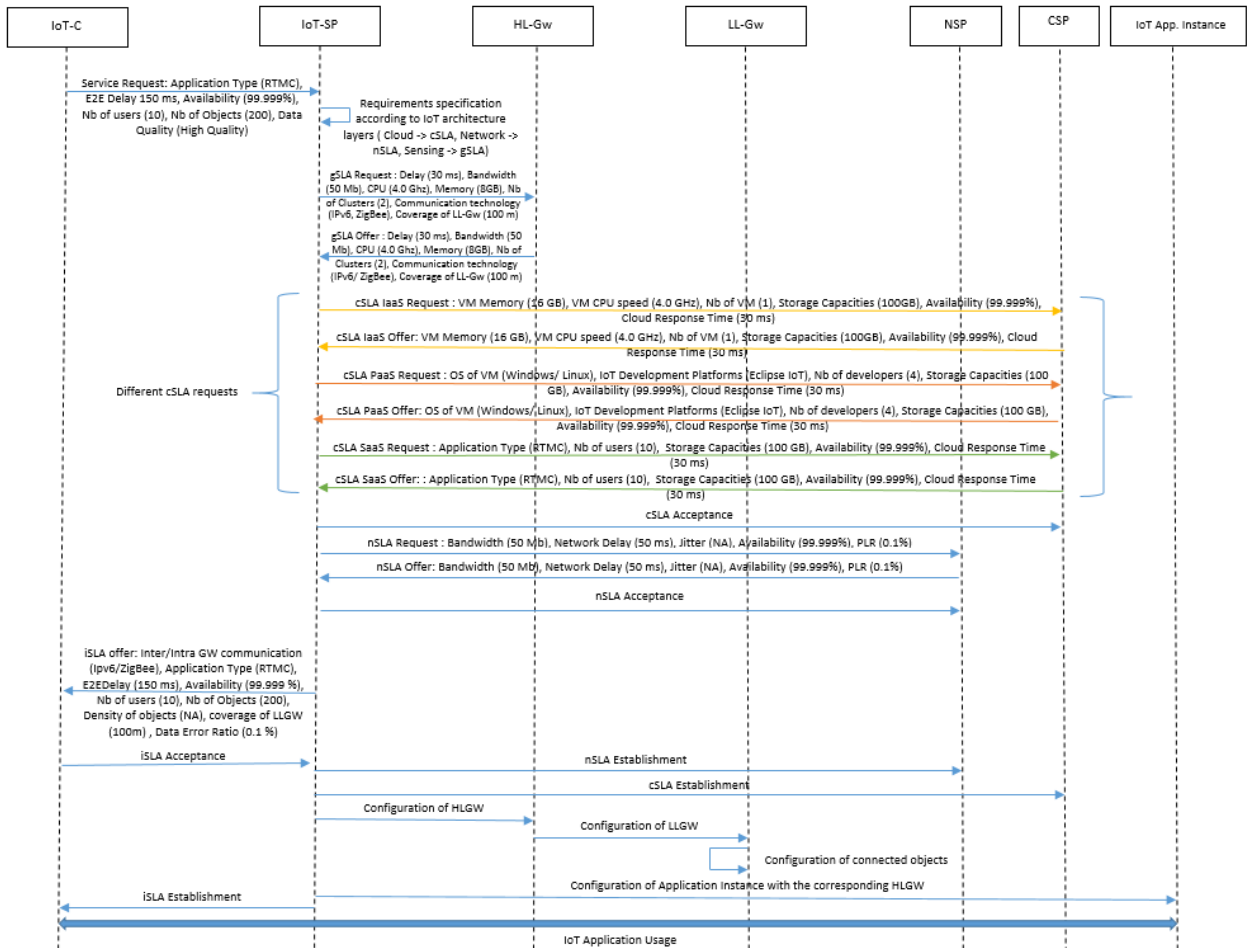 IoT-C
IoT-SP
HL-Gw
LL-Gw
NSP
CSP
IoT App. Instance
Service Request: Application Type (RTMC),
E2E Delay 150 ms, Availability (99.999%),
Nb of users (10), Nb of Objects (200), Data
Quality (High Quality)
Requirements specification
according to IoT architecture
layers ( Cloud -> cSLA, Network ->
nSLA, Sensing -> gSLA)
gSLA Request : Delay (30 ms), Bandwidth
(50 Mb), CPU (4.0 Ghz), Memory (8GB), Nb
of Clusters (2), Communication technology
(IPv6, ZigBee), Coverage of LL-Gw (100 m)
gSLA Offer : Delay (30 ms), Bandwidth (50
Mb), CPU (4.0 Ghz), Memory (8GB), Nb of
Clusters (2), Communication technology
(IPv6/ ZigBee), Coverage of LL-Gw (100 m)
cSLA IaaS Request : VM Memory (16 GB), VM CPU speed (4.0 GHz), Nb of VM (1), Storage Capacities (100GB), Availability (99.999%),
Cloud Response Time (30 ms)
cSLA IaaS Offer: VM Memory (16 GB), VM CPU speed (4.0 GHz), Nb of VM (1), Storage Capacities (100GB), Availability (99.999%), Cloud
Response Time (30 ms)
Different cSLA requests
cSLA PaaS Request : OS of VM (Windows/ Linux), IoT Development Platforms (Eclipse IoT), Nb of developers (4), Storage Capacities (100
GB), Availability (99.999%), Cloud Response Time (30 ms)
cSLA PaaS Offer: OS of VM (Windows/ Linux), IoT Development Platforms (Eclipse IoT), Nb of developers (4), Storage Capacities (100 GB),
Availability (99.999%), Cloud Response Time (30 ms)
cSLA SaaS Request : Application Type (RTMC), Nb of users (10), Storage Capacities (100 GB), Availability (99.999%), Cloud Response Time
(30 ms)
cSLA SaaS Offer: : Application Type (RTMC), Nb of users (10), Storage Capacities (100 GB), Availability (99.999%), Cloud Response Time
(30 ms)
cSLA Acceptance
nSLA Request : Bandwidth (50 Mb), Network Delay (50 ms), Jitter (NA), Availability (99.999%), PLR (0.1%)
nSLA Offer: Bandwidth (50 Mb), Network Delay (50 ms), Jitter (NA), Availability (99.999%), PLR (0.1%)
nSLA Acceptance
iSLA offer: Inter/Intra GW communication
(Ipv6/ZigBee), Application Type (RTMC),
E2EDelay (150 ms), Availability (99.999 %),
Nb of users (10), Nb of Objects (200),
Density of objects (NA), coverage of LLGW
(100m) , Data Error Ratio (0.1 %)
iSLA Acceptance
nSLA Establishment
cSLA Establishment
Configuration of HLGW
Configuration of LLGW
Configuration of connected objects
Configuration of Application Instance with the corresponding HLGW
iSLA Establishment
IoT Application Usage